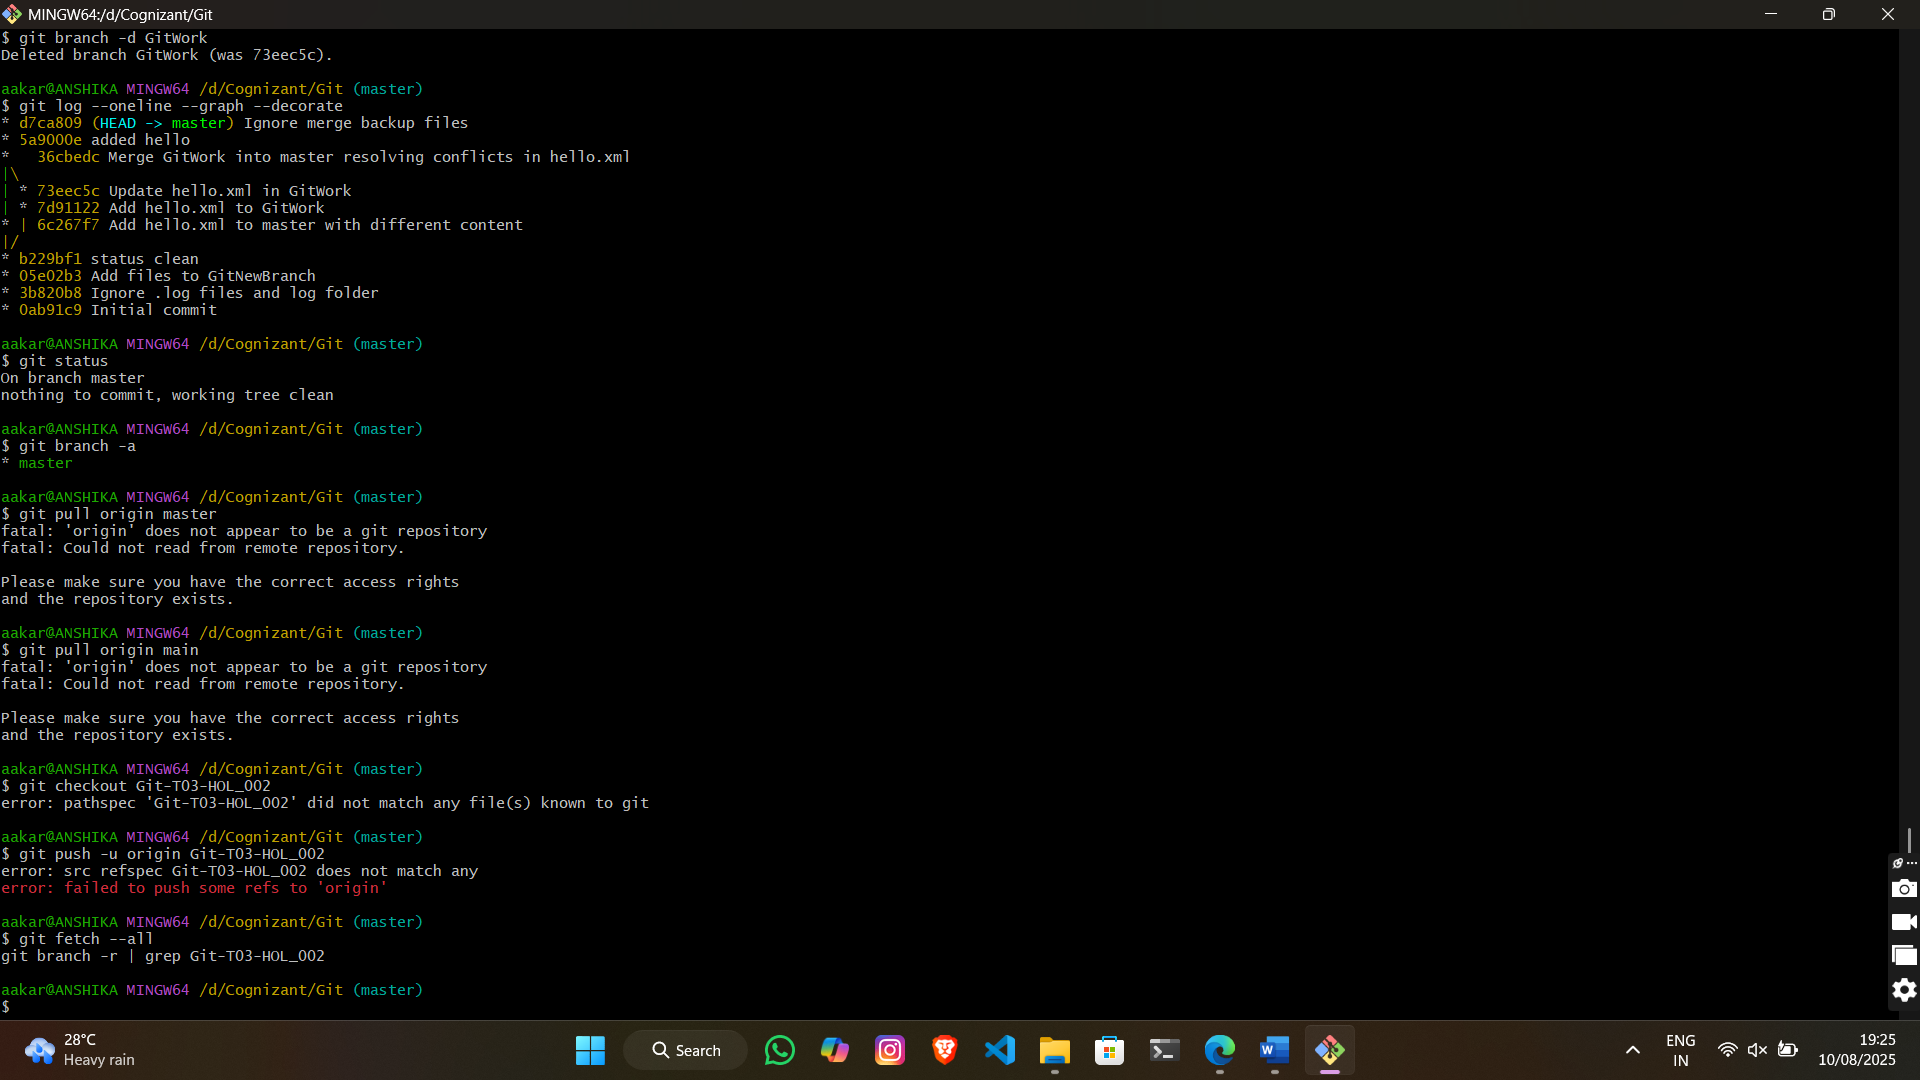 MINGW64:/d/Cognizant/Git
$ git branch -d GitWork
Deleted branch GitWork (was 73eec5c).
aakar@ANSHIKA MINGW64 /d/Cognizant/Git (master)
$ git log --oneline --graph --decorate
* d7ca809 (HEAD -> master) Ignore merge backup files
* 5a9000e added hello
*   36cbedc Merge GitWork into master resolving conflicts in hello.xml
|\
| * 73eec5c Update hello.xml in GitWork
| * 7d91122 Add hello.xml to GitWork
* | 6c267f7 Add hello.xml to master with different content
|/
* b229bf1 status clean
* 05e02b3 Add files to GitNewBranch
* 3b820b8 Ignore .log files and log folder
* 0ab91c9 Initial commit
aakar@ANSHIKA MINGW64 /d/Cognizant/Git (master)
$ git status
On branch master
nothing to commit, working tree clean
aakar@ANSHIKA MINGW64 /d/Cognizant/Git (master)
$ git branch -a
* master
aakar@ANSHIKA MINGW64 /d/Cognizant/Git (master)
$ git pull origin master
fatal: 'origin' does not appear to be a git repository
fatal: Could not read from remote repository.
Please make sure you have the correct access rights
and the repository exists.
aakar@ANSHIKA MINGW64 /d/Cognizant/Git (master)
$ git pull origin main
fatal: 'origin' does not appear to be a git repository
fatal: Could not read from remote repository.
Please make sure you have the correct access rights
and the repository exists.
aakar@ANSHIKA MINGW64 /d/Cognizant/Git (master)
$ git checkout Git-T03-HOL_002
error: pathspec 'Git-T03-HOL_002' did not match any file(s) known to git
aakar@ANSHIKA MINGW64 /d/Cognizant/Git (master)
$ git push -u origin Git-T03-HOL_002
error: src refspec Git-T03-HOL_002 does not match any
error: failed to push some refs to 'origin'
aakar@ANSHIKA MINGW64 /d/Cognizant/Git (master)
$ git fetch --all
git branch -r | grep Git-T03-HOL_002
aakar@ANSHIKA MINGW64 /d/Cognizant/Git (master)
$
28°C
Heavy rain
Search
ENG
IN
19:25
10/08/2025